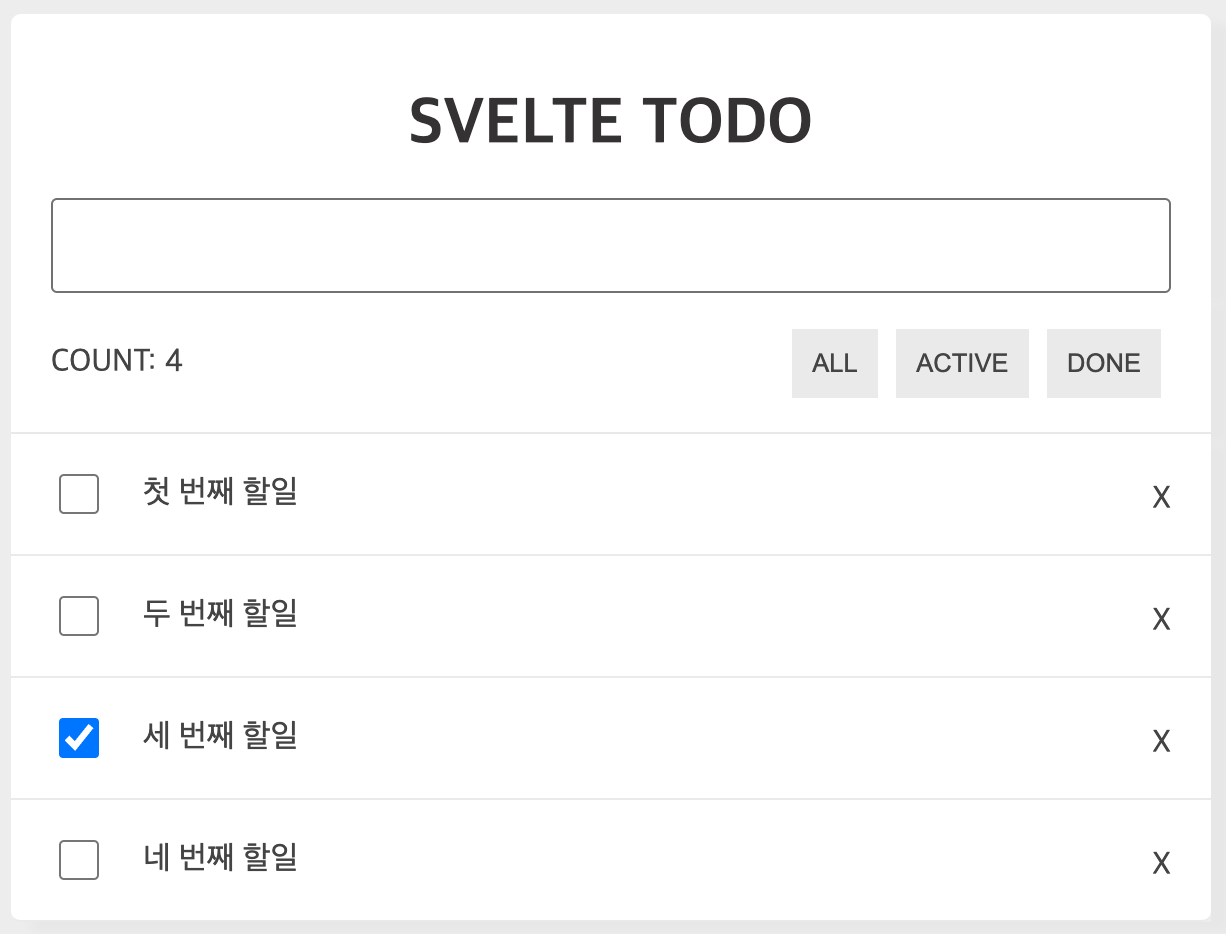 SVELTE TODO
COUNT: 4 ALL ACTIVE DONE
첫 번째 할일 X
두 번째 할일 X
세 번째 할일 X
네 번째 할일 X